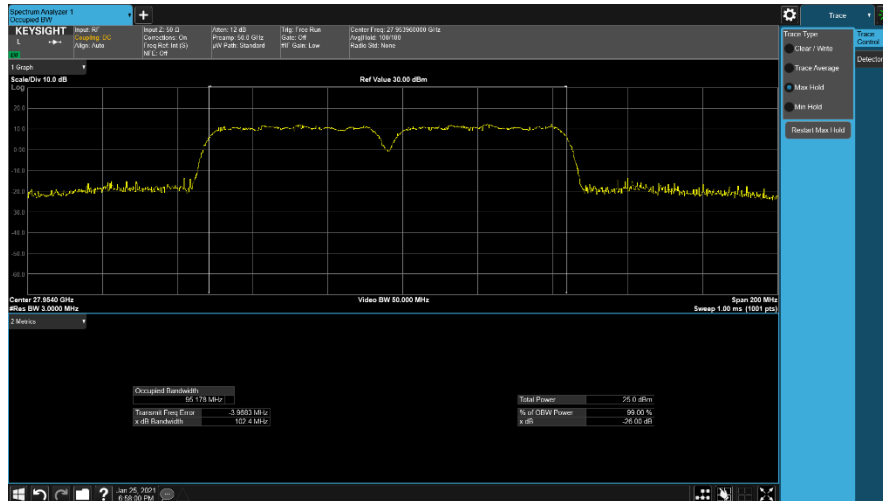 Spectrum Analyzer 1
Occupied BW
Trace
KEYSIGHT
L
Input: RF
Coupling: DC
Align: Auto
Input Z: 50 Ω
Corrections: On
Freq Ref: Int (S)
NFE: Off
Atten: 12 dB
Preamp: 50.0 GHz
µW Path: Standard
Trig: Free Run
Gate: Off
#IF Gain: Low
Center Freq: 27.953960000 GHz
Avg|Hold: 100/100
Radio Std: None
Trace Type
Clear / Write
Trace Average
Max Hold
Min Hold
Restart Max Hold
Trace Control
Detector
1 Graph
Scale/Div 10.0 dB
Ref Value 30.00 dBm
Log
20.0
10.0
0.00
-10.0
-20.0
-30.0
-40.0
-50.0
-60.0
Center 27.9540 GHz
Video BW 50.000 MHz
Span 200 MHz
#Res BW 3.0000 MHz
Sweep 1.00 ms (1001 pts)
2 Metrics
Occupied Bandwidth
95.178 MHz
Total Power 25.0 dBm
Transmit Freq Error -3.9683 MHz
% of OBW Power 99.00 %
x dB Bandwidth 102.4 MHz
x dB -26.00 dB
Jan 25, 2021
6:58:00 PM